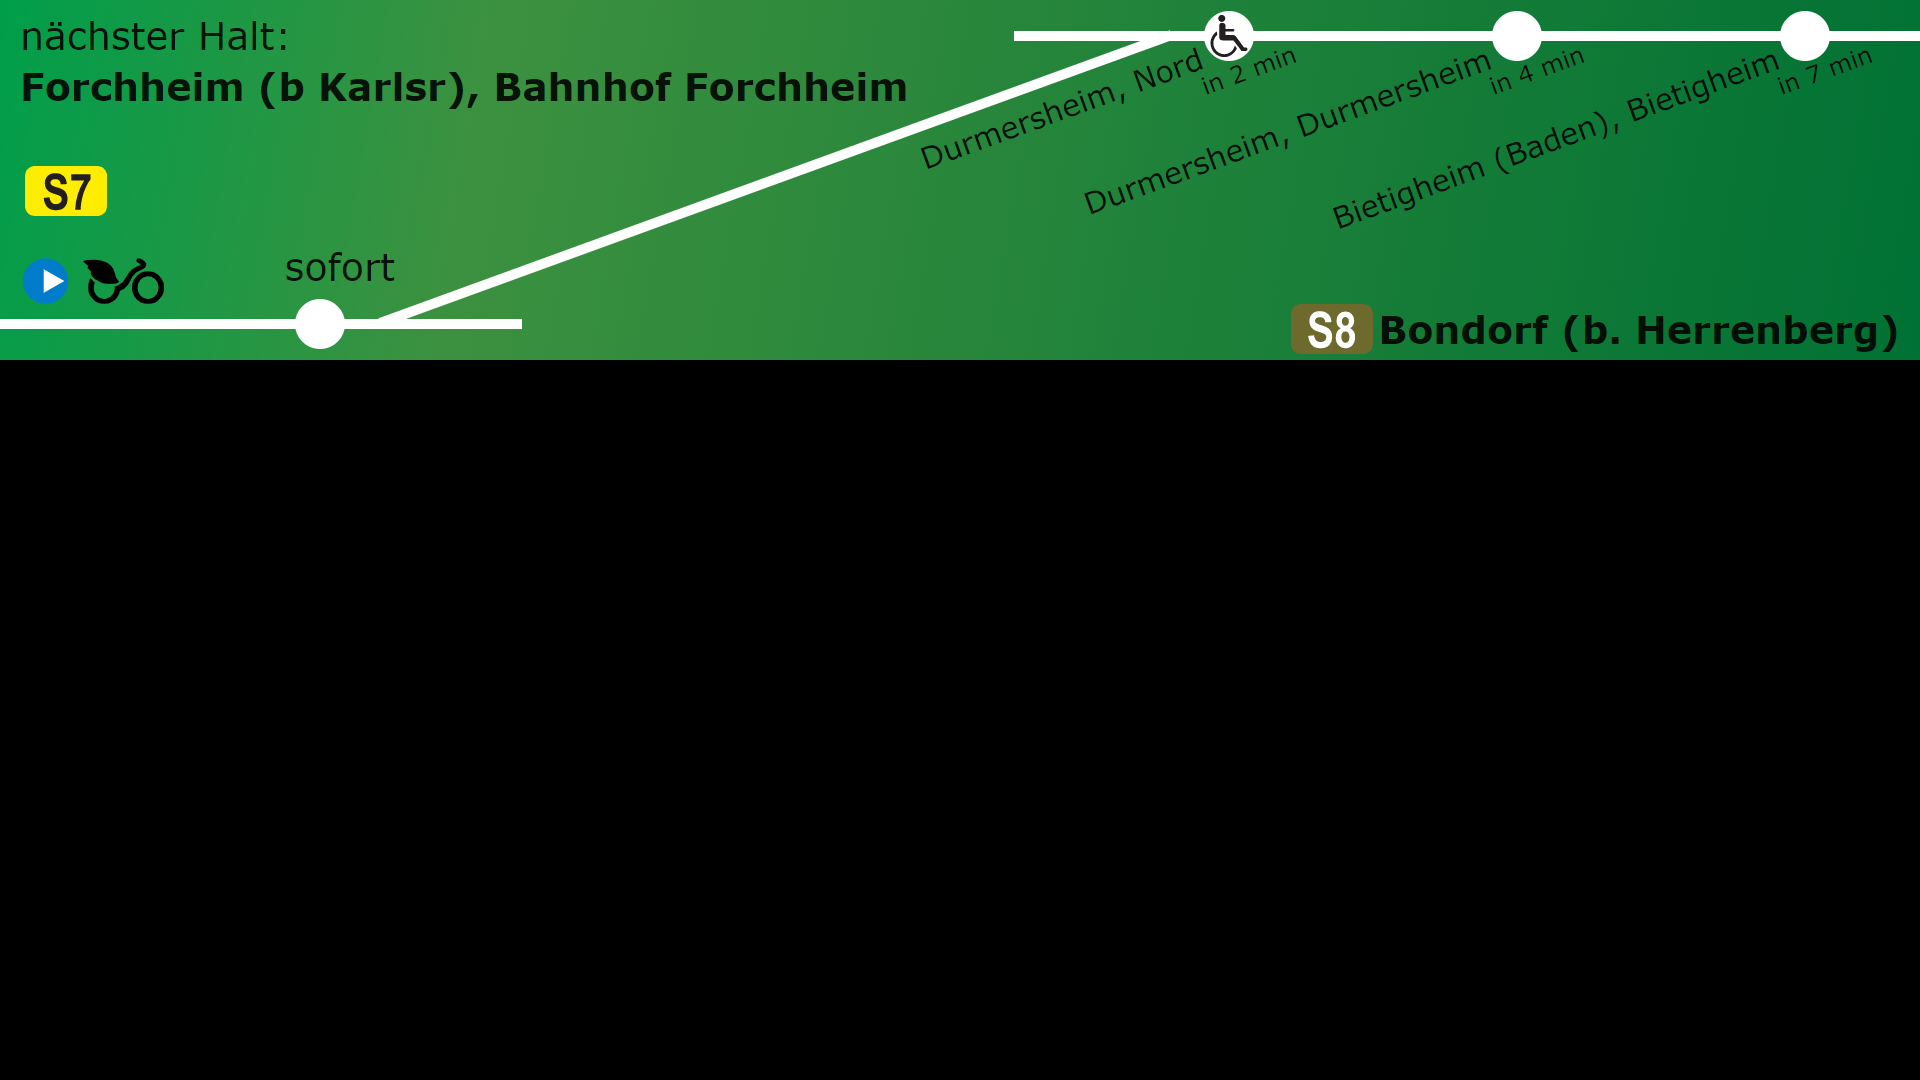 nächster Halt:
Forchheim (b Karlsr), Bahnhof Forchheim
S7
sofort
Durmersheim, Nord
in 2 min
Durmersheim, Durmersheim
in 4 min
Bietigheim (Baden), Bietigheim
in 7 min
S8 Bondorf (b. Herrenberg)